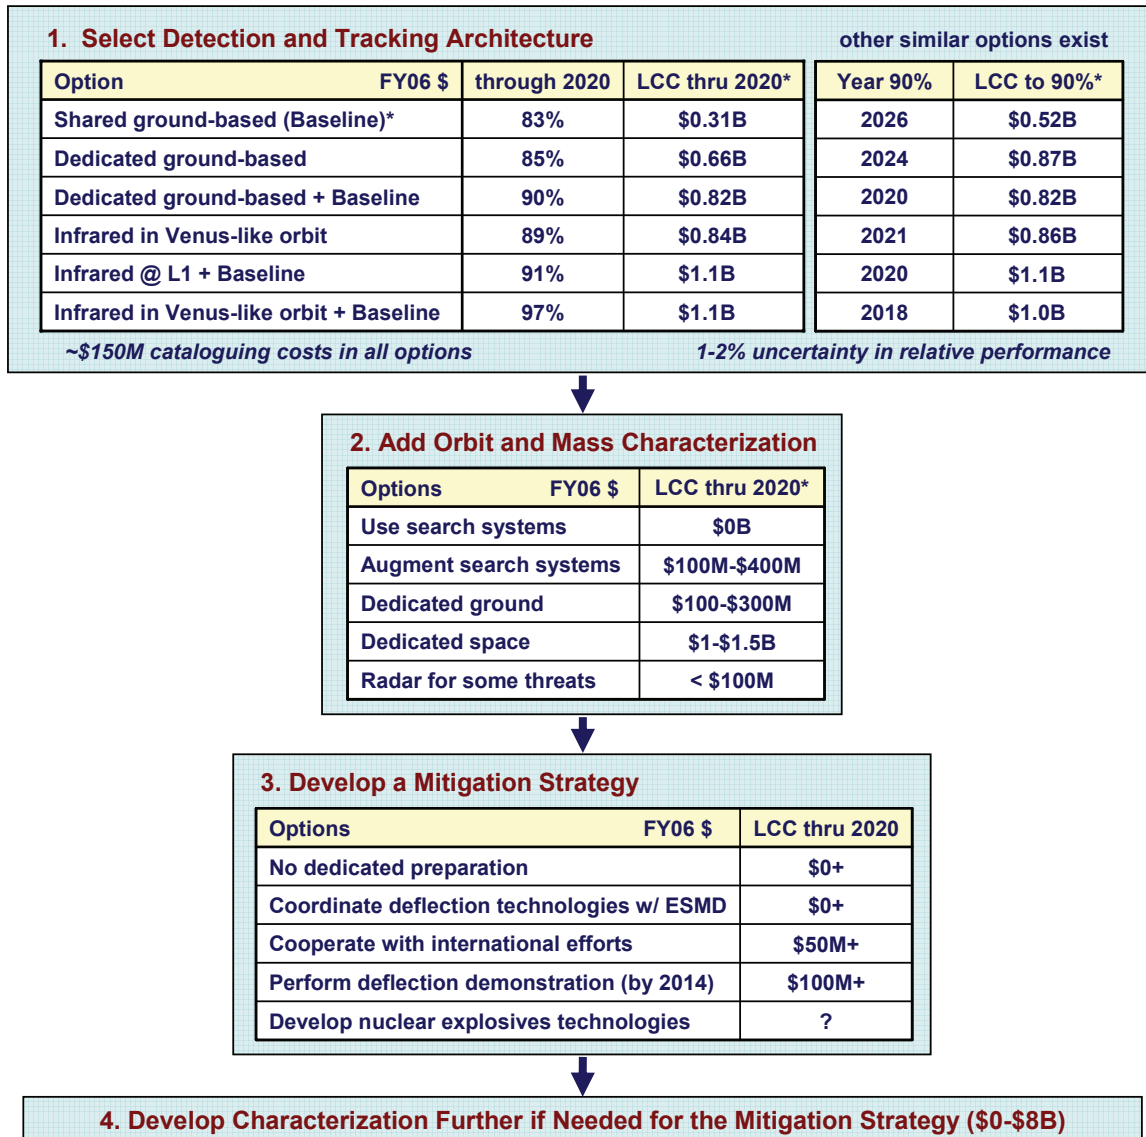 1. Select Detection and Tracking Architecture other similar options exist
Option FY06 $ through 2020 LCC thru 2020* Year 90% LCC to 90%*
Shared ground-based (Baseline)* 83% $0.31B 2026 $0.52B
Dedicated ground-based 85% $0.66B 2024 $0.87B
Dedicated ground-based + Baseline 90% $0.82B 2020 $0.82B
Infrared in Venus-like orbit 89% $0.84B 2021 $0.86B
Infrared @ L1 + Baseline 91% $1.1B 2020 $1.1B
Infrared in Venus-like orbit + Baseline 97% $1.1B 2018 $1.0B
~$150M cataloguing costs in all options 1-2% uncertainty in relative performance
2. Add Orbit and Mass Characterization
Options FY06 $ LCC thru 2020*
Use search systems $0B
Augment search systems $100M-$400M
Dedicated ground $100-$300M
Dedicated space $1-$1.5B
Radar for some threats < $100M
3. Develop a Mitigation Strategy
Options FY06 $ LCC thru 2020
No dedicated preparation $0+
Coordinate deflection technologies w/ ESMD $0+
Cooperate with international efforts $50M+
Perform deflection demonstration (by 2014) $100M+
Develop nuclear explosives technologies ?
4. Develop Characterization Further if Needed for the Mitigation Strategy ($0-$8B)